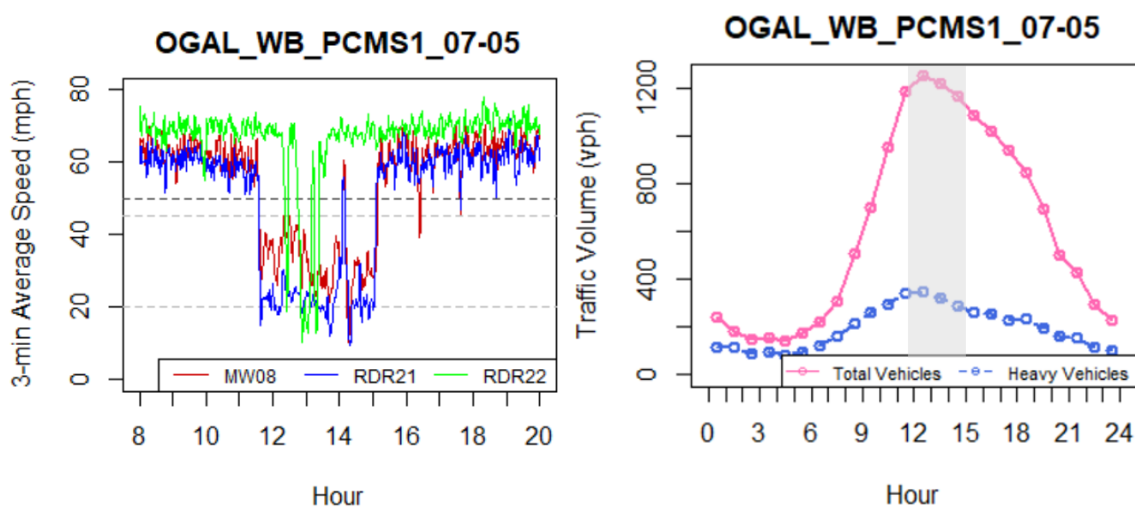 OGAL_WB_PCMS1_07-05
3-min Average Speed (mph)
80
60
40
20
0
MW08 RDR21 RDR22
8 10 12 14 16 18 20
Hour
OGAL_WB_PCMS1_07-05
Traffic Volume (vph)
1200
800
400
0
Total Vehicles Heavy Vehicles
0 3 6 9 12 15 18 21 24
Hour